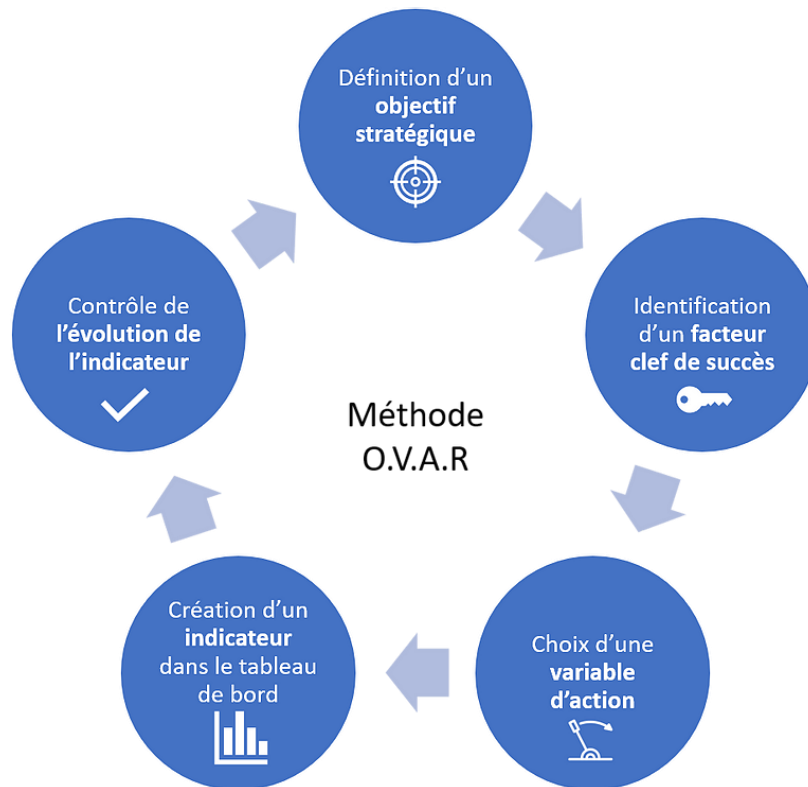 Définition d'un
objectif
stratégique
Identification
d'un facteur
clef de succès
Choix d'une
variable
d'action
Création d'un
indicateur
dans le tableau
de bord
Contrôle de
l'évolution de
l'indicateur
Méthode
O.V.A.R